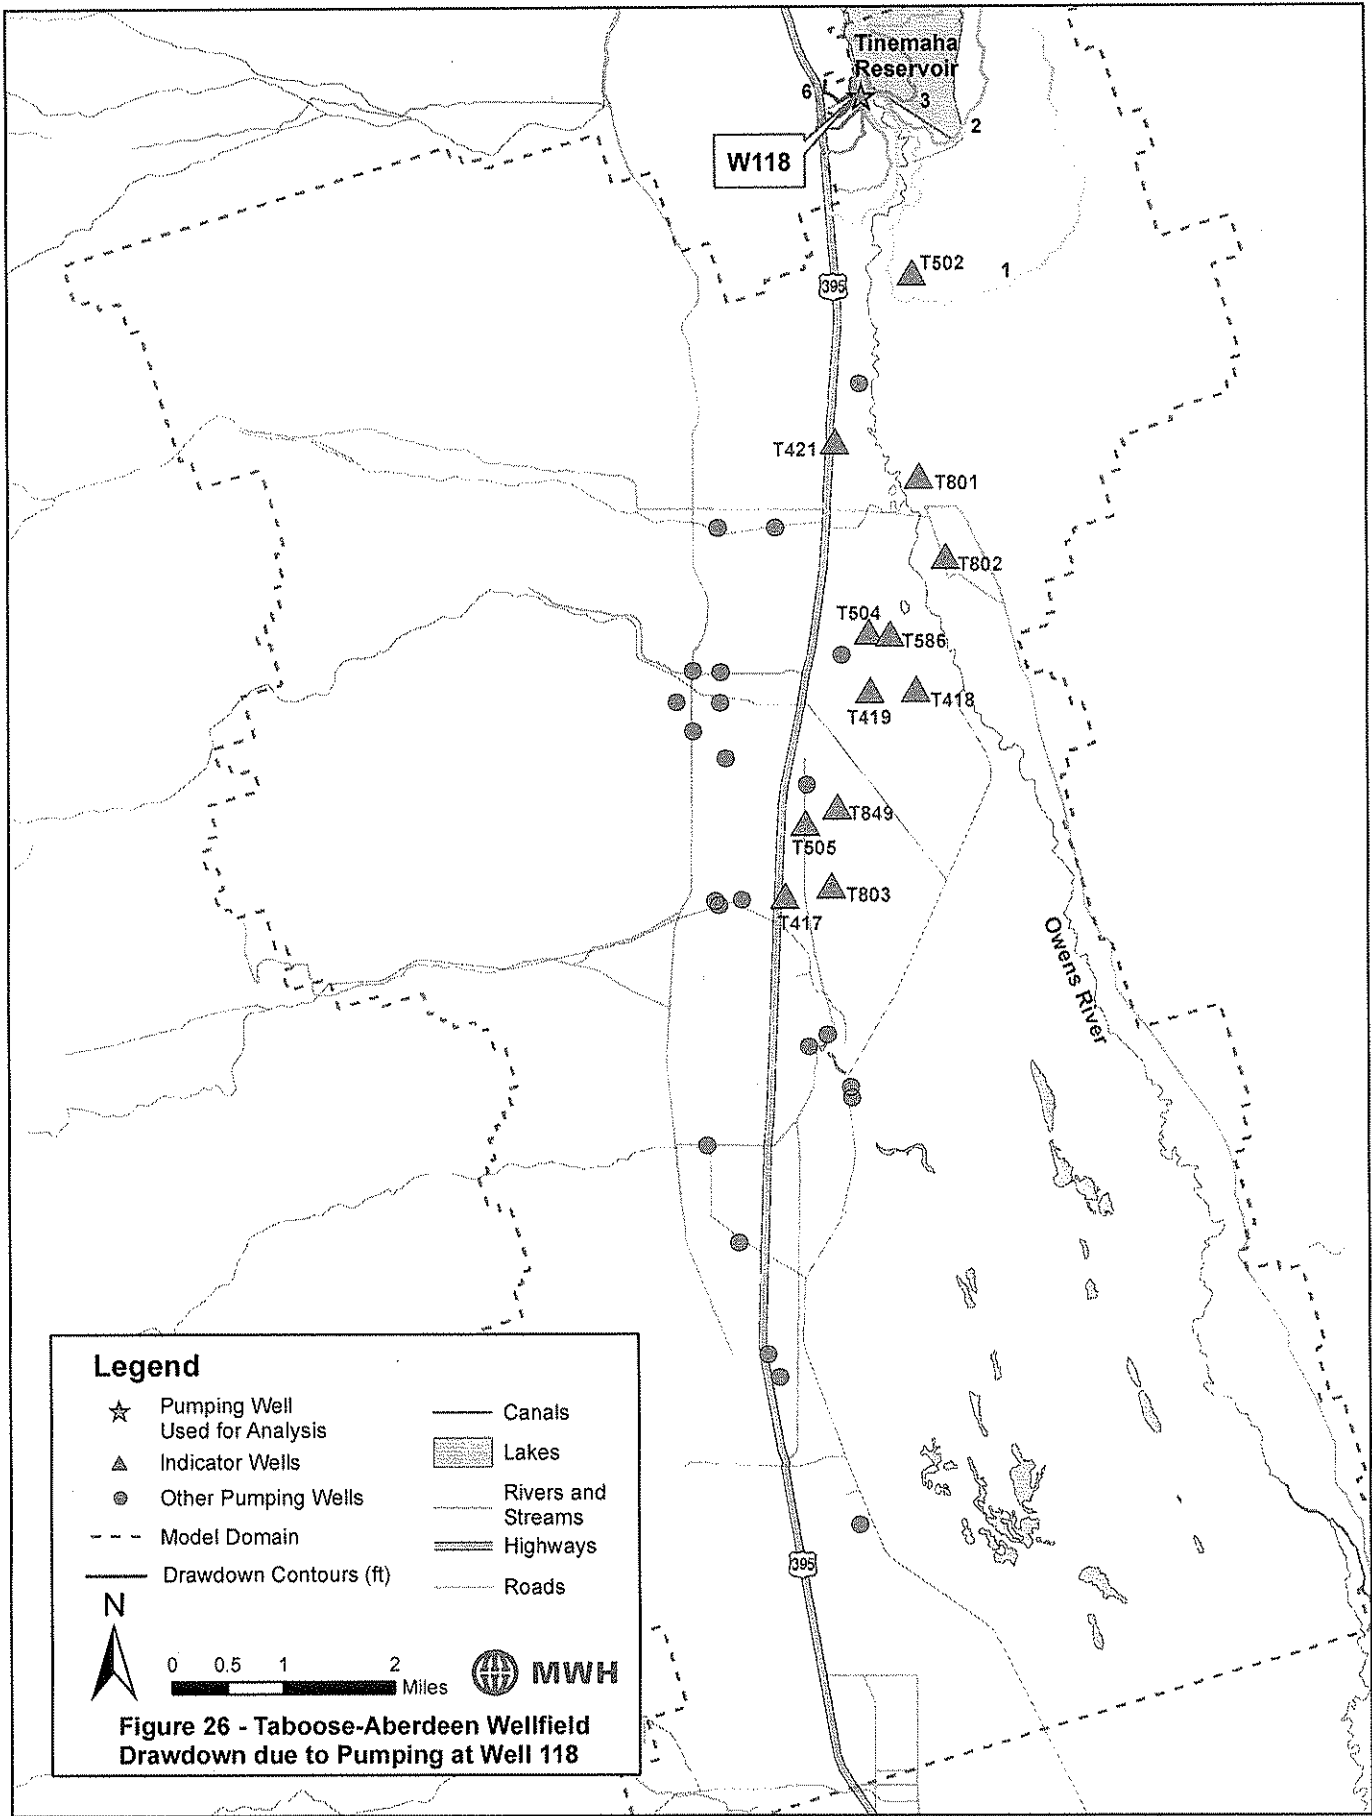 Tinemaha
Reservoir
6
3
2
W118
T502
1
395
T421
T801
T802
T504
T586
T419
T418
T849
T505
T803
T417
Owens River
Legend
Pumping Well
Used for Analysis
Indicator Wells
Other Pumping Wells
Model Domain
Drawdown Contours (ft)
Canals
Lakes
Rivers and
Streams
Highways
Roads
N
0 0.5 1 2
Miles
MWH
Figure 26 - Taboose-Aberdeen Wellfield
Drawdown due to Pumping at Well 118
395